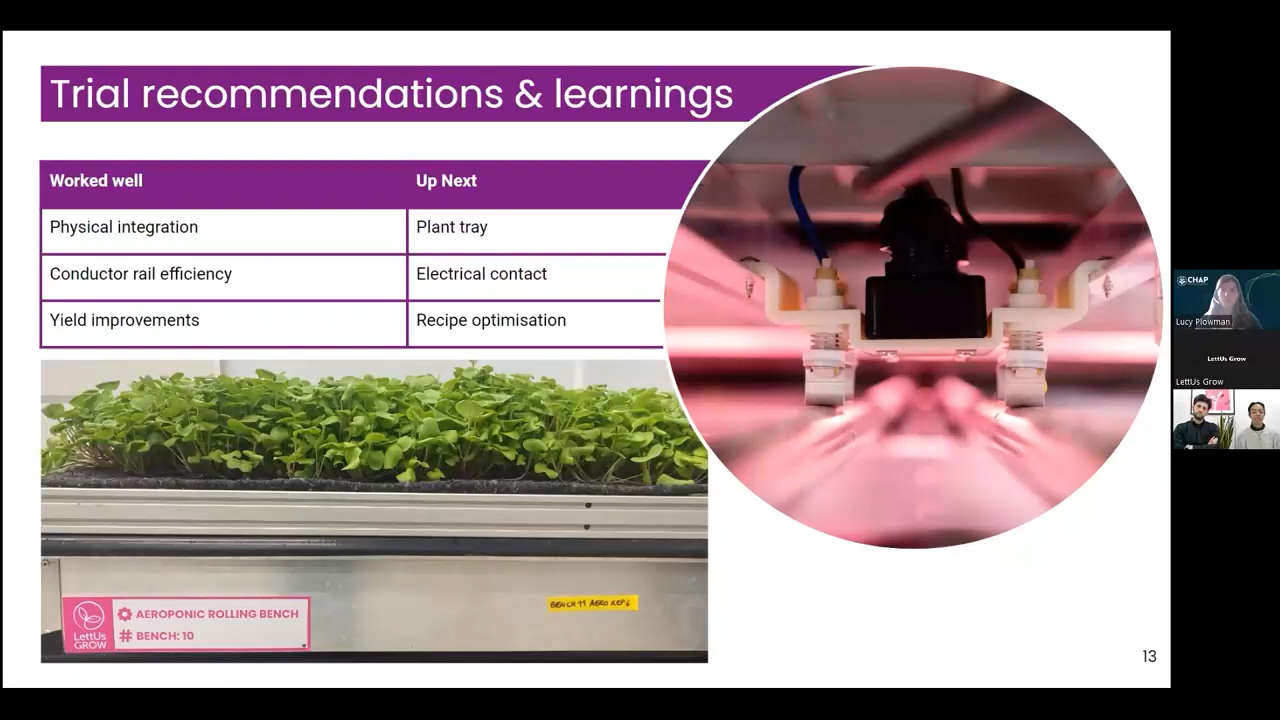 Trial recommendations & learnings
Worked well
Up Next
Physical integration
Plant tray
Conductor rail efficiency
Electrical contact
Yield improvements
Recipe optimisation
LettUs
GROW
AEROPONIC ROLLING BENCH
# BENCH: 10
BENCH 11 AERO REP 6
13
CHAP
Lucy Plowman
LettUs Grow
LettUs Grow